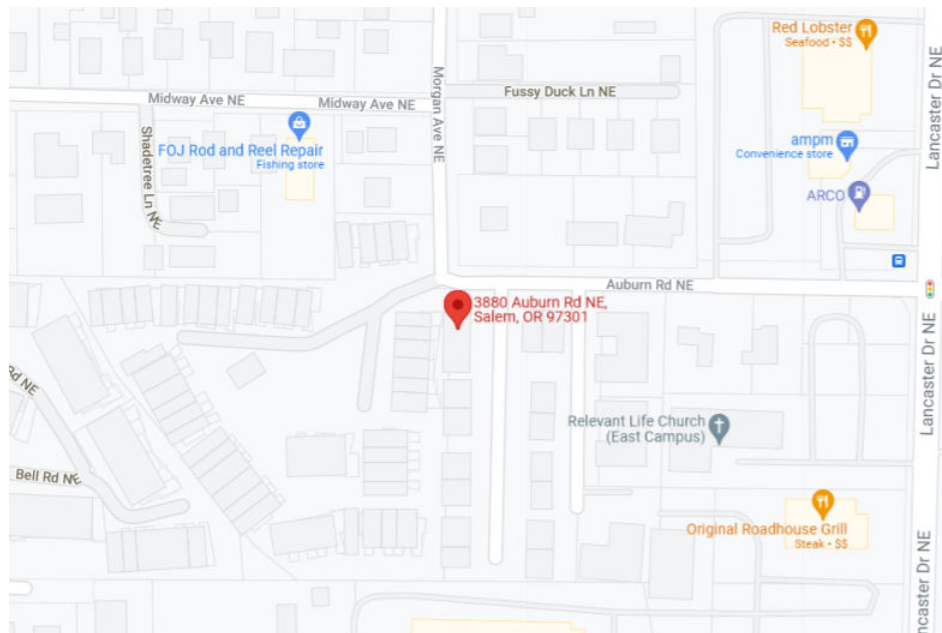 Red Lobster
Seafood • $$
Lancaster Dr NE
Morgan Ave NE
Fussy Duck Ln NE
Midway Ave NE
Midway Ave NE
Shadetree Ln NE
FOJ Rod and Reel Repair
Fishing store
ampm
Convenience store
ARCO
Auburn Rd NE
3880 Auburn Rd NE,
Salem, OR 97301
Lancaster Dr NE
Rd NE
Relevant Life Church
(East Campus)
Bell Rd NE
Original Roadhouse Grill
Steak • $$
ncaster Dr NE